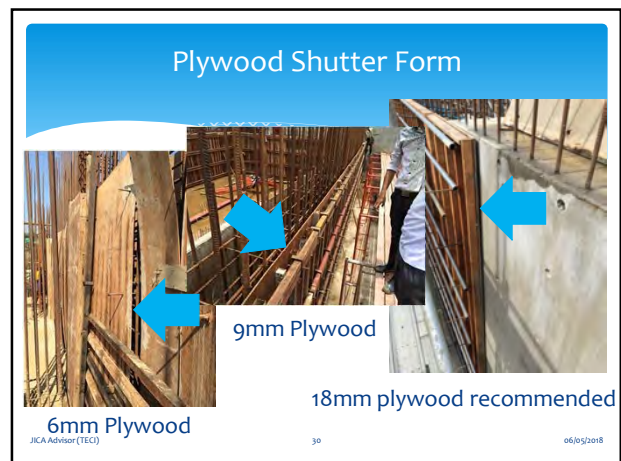 Plywood Shutter Form
9mm Plywood
18mm plywood recommended
6mm Plywood
JICA Advisor (TECI)
30
06/05/2018